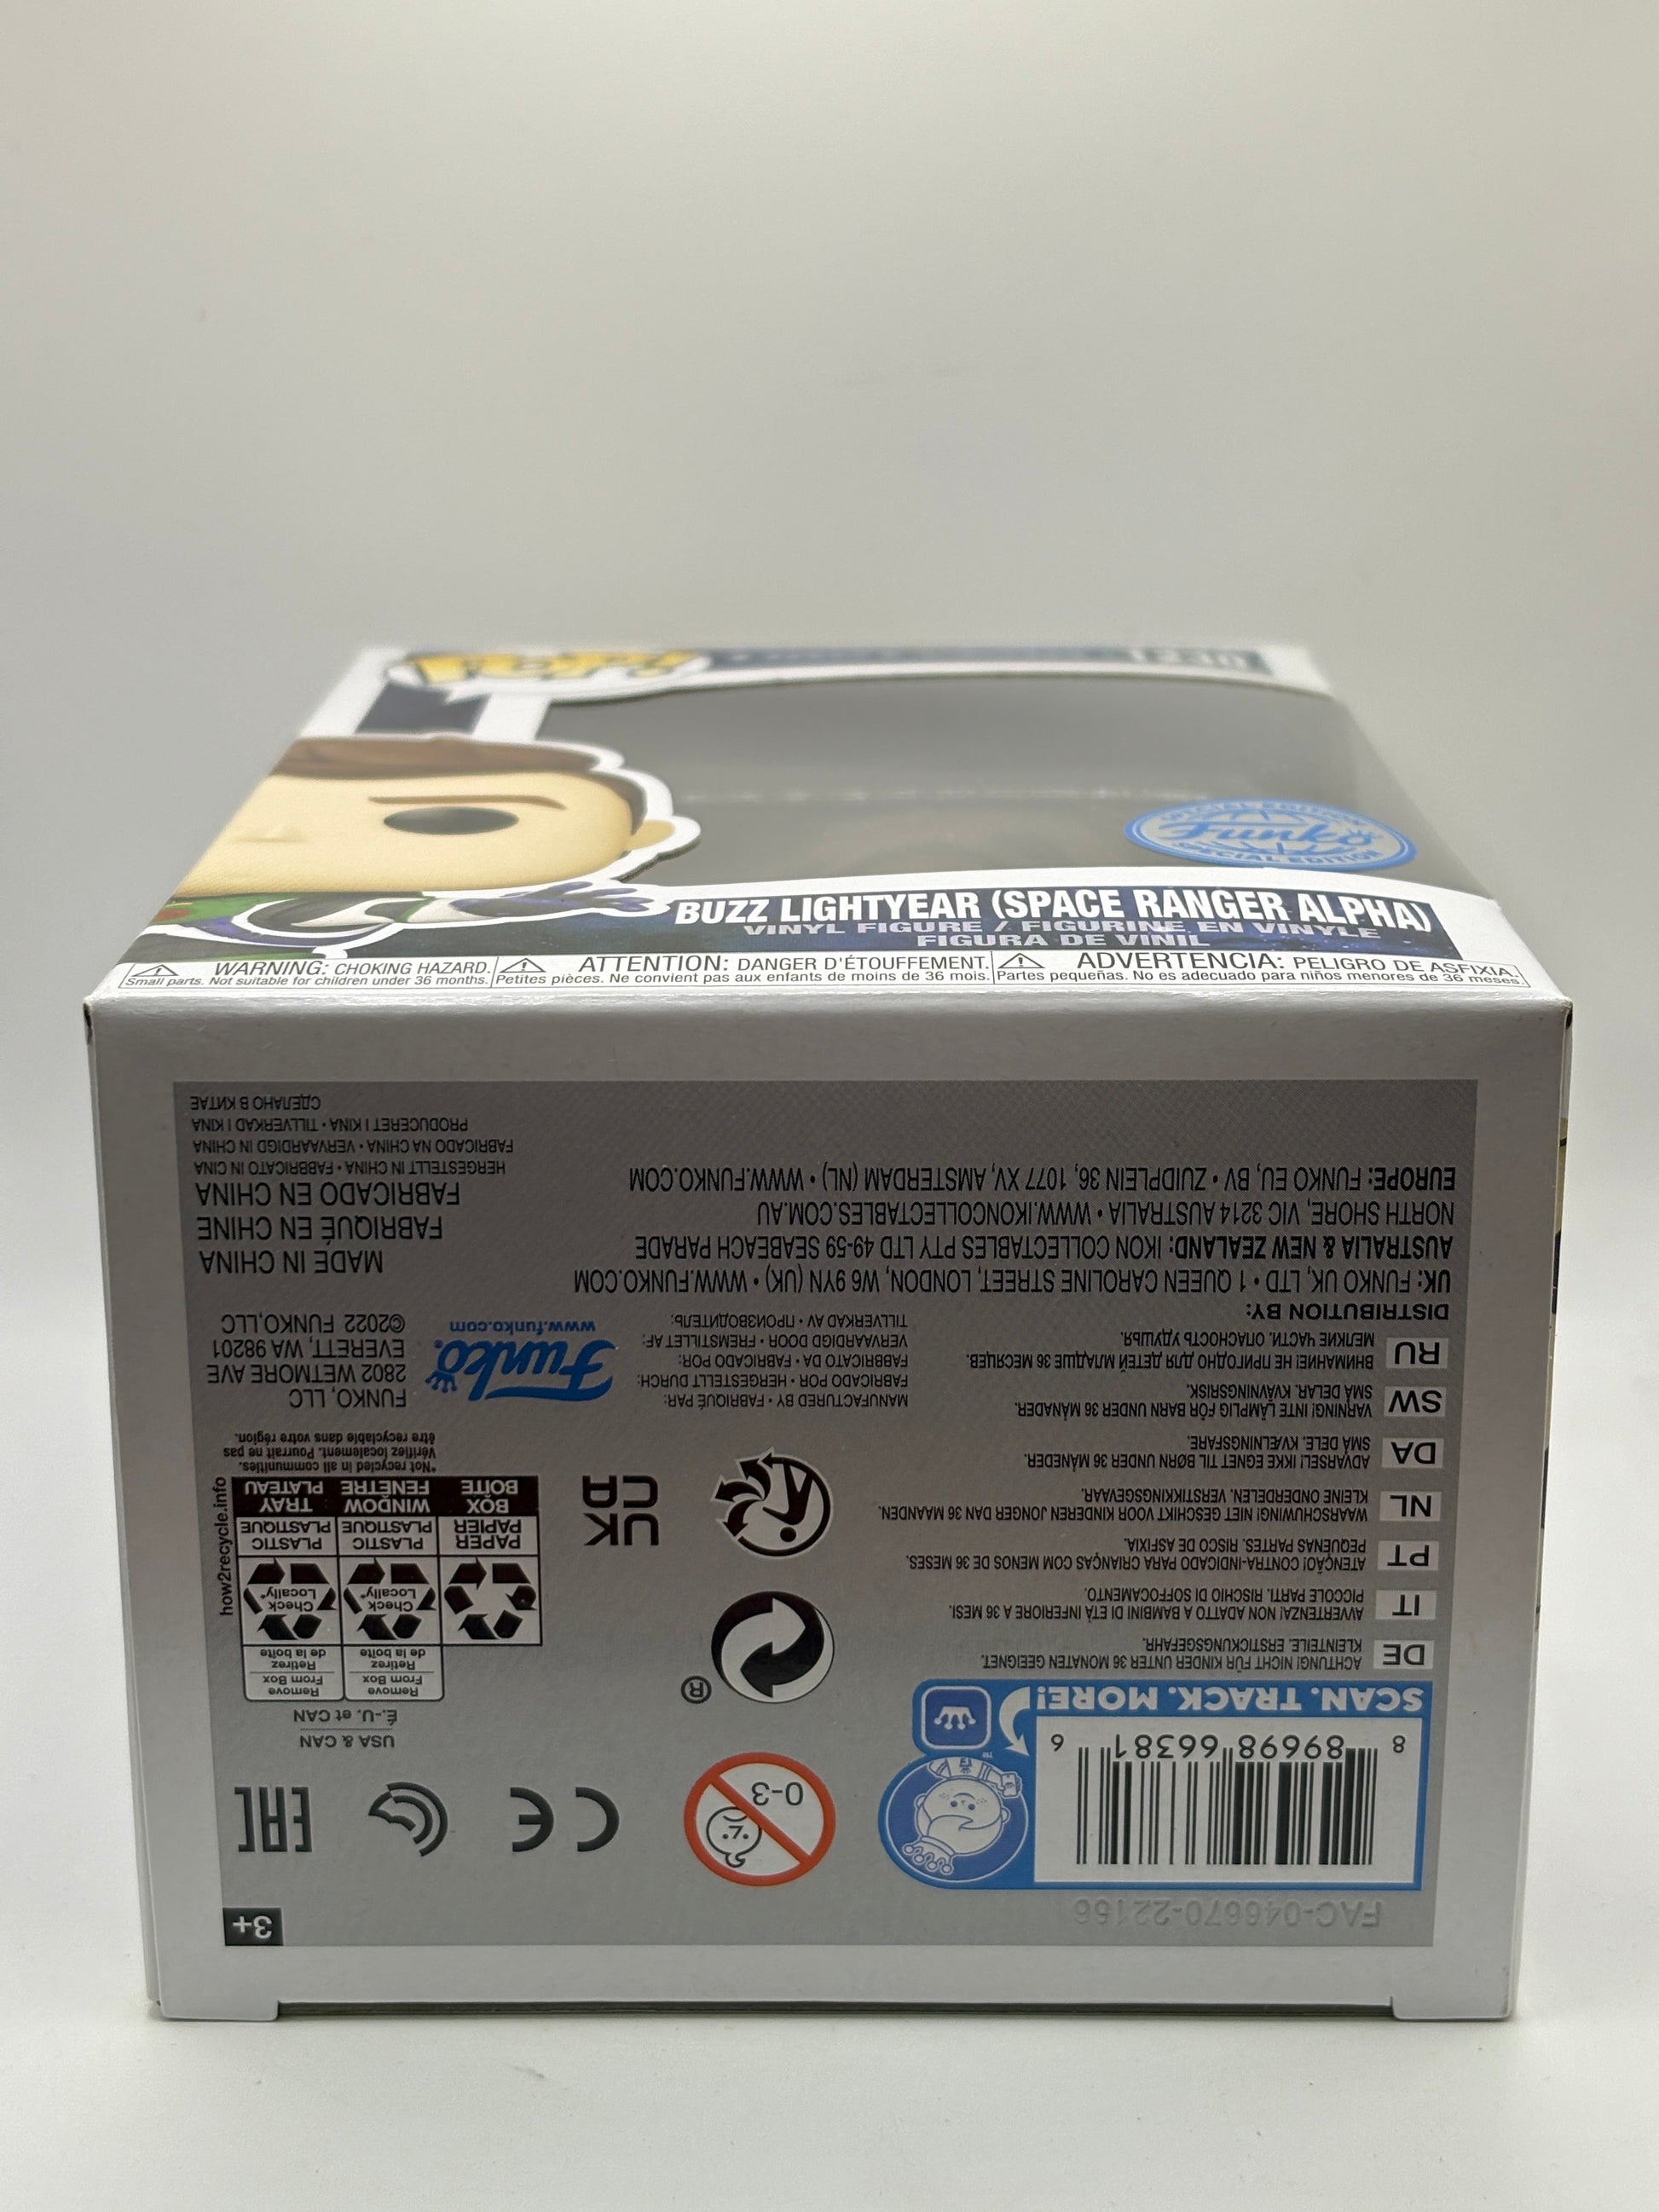 POP!
1230
SPECIAL EDITION
Funko
SPECIAL EDITION
BUZZ LIGHTYEAR (SPACE RANGER ALPHA)
VINYL FIGURE / FIGURINE EN VINYLE
FIGURA DE VINIL
WARNING: CHOKING HAZARD.
Small parts. Not suitable for children under 36 months.
ATTENTION: DANGER D'ÉTOUFFEMENT.
Petites pièces. Ne convient pas aux enfants de moins de 36 mois.
ADVERTENCIA: PELIGRO DE ASFIXIA.
Partes pequeñas. No es adecuado para niños menores de 36 meses.
FAC-046670-22156
8 89698 66381 6
SCAN. TRACK. MORE!
TM
0-3
CE
EAC
3+
DE
ACHTUNG! NICHT FÜR KINDER UNTER 36 MONATEN GEEIGNET.
KLEINTEILE. ERSTICKUNGSGEFAHR.
IT
AVVERTENZA! NON ADATTO A BAMBINI DI ETÀ INFERIORE A 36 MESI.
PICCOLE PARTI. RISCHIO DI SOFFOCAMENTO.
PT
ATENÇÃO! CONTRA-INDICADO PARA CRIANÇAS COM MENOS DE 36 MESES.
PEQUENAS PARTES. RISCO DE ASFIXIA.
NL
WAARSCHUWING! NIET GESCHIKT VOOR KINDEREN JONGER DAN 36 MAANDEN.
KLEINE ONDERDELEN. VERSTIKKINGSGEVAAR.
DA
ADVARSEL! IKKE EGNET TIL BØRN UNDER 36 MÅNEDER.
SMÅ DELE. KVÆLNINGSFARE.
SW
VARNING! INTE LÄMPLIG FÖR BARN UNDER 36 MÅNADER.
SMÅ DELAR. KVÄVNINGSRISK.
RU
ВНИМАНИЕ! НЕ ПРИГОДНО ДЛЯ ДЕТЕЙ МЛАДШЕ 36 МЕСЯЦЕВ.
МЕЛКИЕ ЧАСТИ. ОПАСНОСТЬ УДУШЬЯ.
®
UK
CA
USA & CAN
É.-U. et CAN
Remove
From Box
Retirez
de la boîte
Remove
From Box
Retirez
de la boîte
Check
Locally*
Check
Locally*
PAPER
PAPIER
PLASTIC
PLASTIQUE
PLASTIC
PLASTIQUE
BOX
BOÎTE
WINDOW
FENÊTRE
TRAY
PLATEAU
how2recycle.info
*Not recycled in all communities.
Vérifiez localement. Pourrait ne pas
être recyclable dans votre région.
MANUFACTURED BY • FABRIQUÉ PAR:
FABRICADO POR • HERGESTELLT DURCH:
FABBRICATO DA • FABRICADO POR:
VERVAARDIGD DOOR • FREMSTILLET AF:
TILLVERKAD AV • ПРОИЗВОДИТЕЛЬ:
Funko®
www.funko.com
FUNKO, LLC
2802 WETMORE AVE
EVERETT, WA 98201
©2022 FUNKO,LLC
DISTRIBUTION BY:
UK: FUNKO UK, LTD • 1 QUEEN CAROLINE STREET, LONDON, W6 9YN (UK) • WWW.FUNKO.COM
AUSTRALIA & NEW ZEALAND: IKON COLLECTABLES PTY LTD 49-59 SEABEACH PARADE
NORTH SHORE, VIC 3214 AUSTRALIA • WWW.IKONCOLLECTABLES.COM.AU
EUROPE: FUNKO EU, BV • ZUIDPLEIN 36, 1077 XV, AMSTERDAM (NL) • WWW.FUNKO.COM
MADE IN CHINA
FABRIQUÉ EN CHINE
FABRICADO EN CHINA
HERGESTELLT IN CHINA • FABBRICATO IN CINA
FABRICADO NA CHINA • VERVAARDIGD IN CHINA
PRODUCERET I KINA • TILLVERKAD I KINA
СДЕЛАНО В КИТАЕ